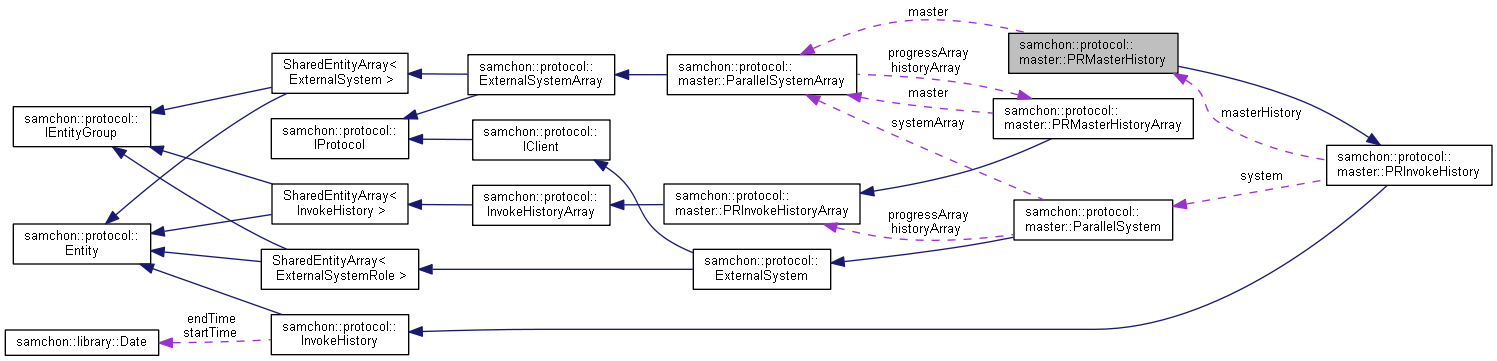 master
samchon::protocol::
master::PRMasterHistory
SharedEntityArray<
ExternalSystem >
samchon::protocol::
ExternalSystemArray
samchon::protocol::
master::ParallelSystemArray
progressArray
historyArray
master
systemArray
samchon::protocol::
master::PRMasterHistoryArray
masterHistory
samchon::protocol::
IEntityGroup
samchon::protocol::
IProtocol
samchon::protocol::
IClient
samchon::protocol::
master::PRInvokeHistory
system
SharedEntityArray<
InvokeHistory >
samchon::protocol::
InvokeHistoryArray
samchon::protocol::
master::PRInvokeHistoryArray
progressArray
historyArray
samchon::protocol::
master::ParallelSystem
samchon::protocol::
Entity
SharedEntityArray<
ExternalSystemRole >
samchon::protocol::
ExternalSystem
endTime
startTime
samchon::protocol::
InvokeHistory
samchon::library::Date